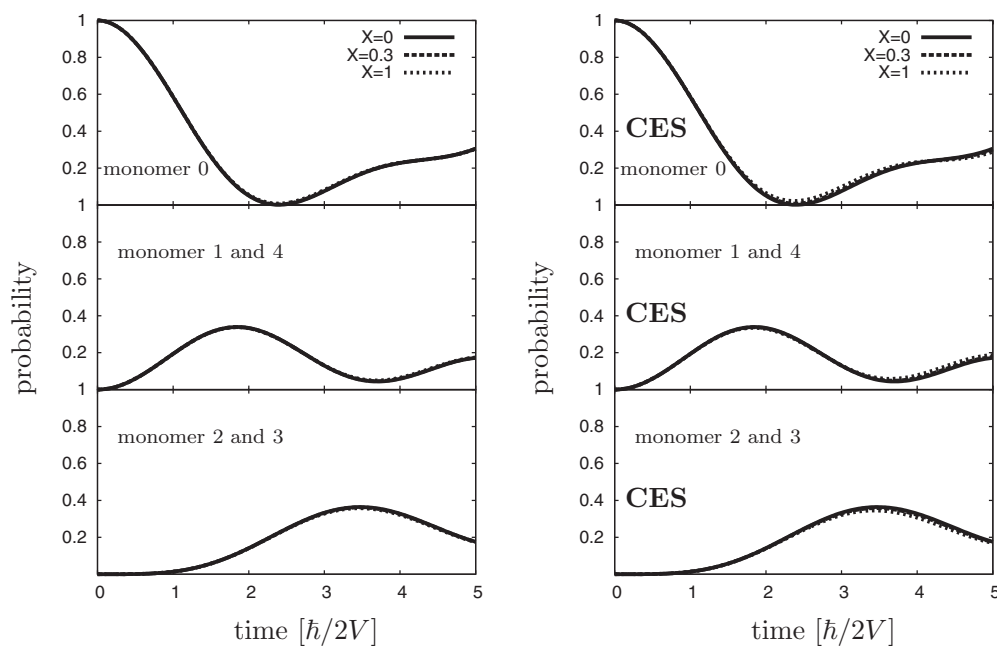 1
0.8
0.6
0.4
0.2
X=0
X=0.3
X=1
monomer 0
1
0.8
0.6
0.4
0.2
monomer 1 and 4
probability
1
0.8
0.6
0.4
0.2
monomer 2 and 3
0 1 2 3 4 5
time [ħ/2V]
1
0.8
0.6
0.4
0.2
X=0
X=0.3
X=1
CES
monomer 0
1
0.8
0.6
0.4
0.2
monomer 1 and 4
CES
probability
1
0.8
0.6
0.4
0.2
monomer 2 and 3
CES
0 1 2 3 4 5
time [ħ/2V]